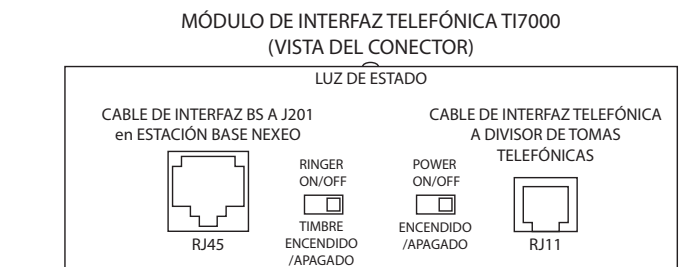 MÓDULO DE INTERFAZ TELEFÓNICA TI7000
(VISTA DEL CONECTOR)
LUZ DE ESTADO
CABLE DE INTERFAZ BS A J201
en ESTACIÓN BASE NEXEO
CABLE DE INTERFAZ TELEFÓNICA
A DIVISOR DE TOMAS
TELEFÓNICAS
RINGER
ON/OFF
POWER
ON/OFF
RJ45
TIMBRE
ENCENDIDO
/APAGADO
ENCENDIDO
/APAGADO
RJ11